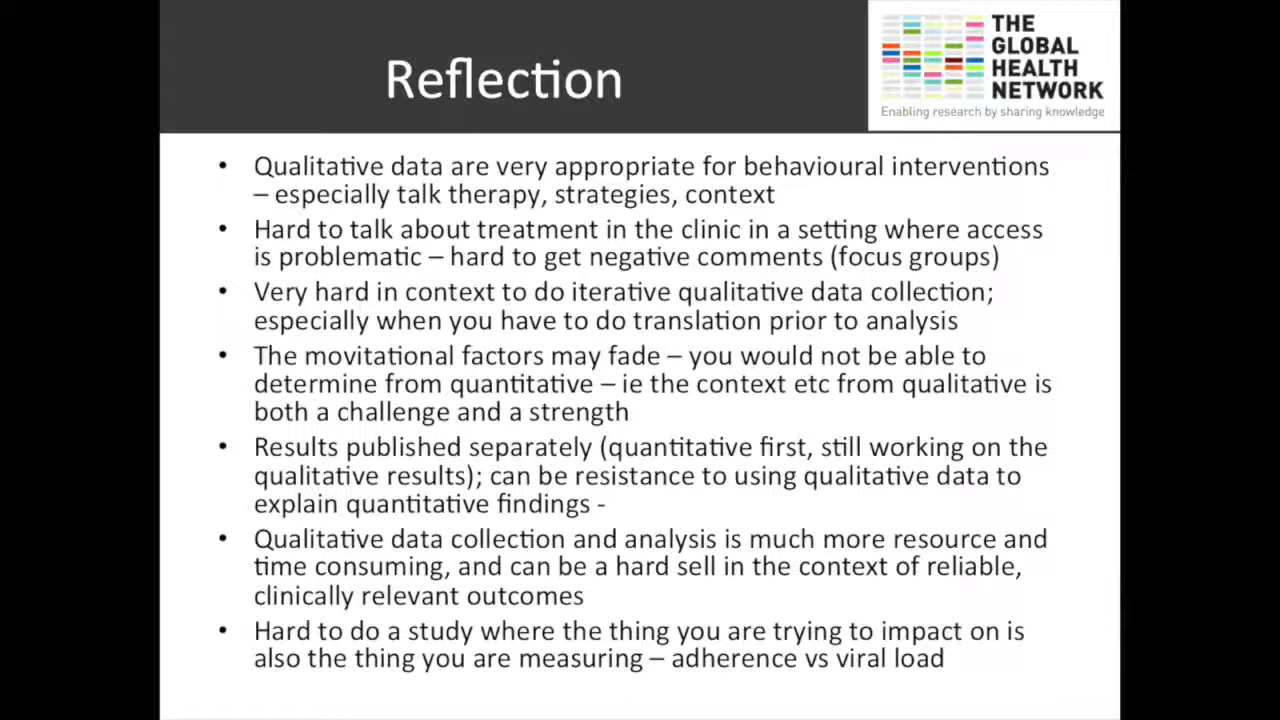 Reflection
THE
GLOBAL
HEALTH
NETWORK
Enabling research by sharing knowledge
• Qualitative data are very appropriate for behavioural interventions
– especially talk therapy, strategies, context
• Hard to talk about treatment in the clinic in a setting where access
is problematic – hard to get negative comments (focus groups)
• Very hard in context to do iterative qualitative data collection;
especially when you have to do translation prior to analysis
• The movitational factors may fade – you would not be able to
determine from quantitative – ie the context etc from qualitative is
both a challenge and a strength
• Results published separately (quantitative first, still working on the
qualitative results); can be resistance to using qualitative data to
explain quantitative findings -
• Qualitative data collection and analysis is much more resource and
time consuming, and can be a hard sell in the context of reliable,
clinically relevant outcomes
• Hard to do a study where the thing you are trying to impact on is
also the thing you are measuring – adherence vs viral load